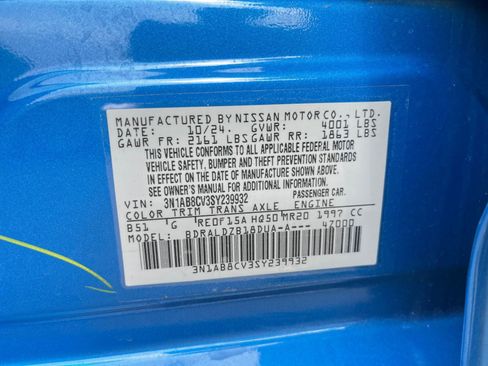 MANUFACTURED BY NISSAN MOTOR CO., LTD.
DATE: 10/24. GVWR: 4001 LBS
GAWR FR: 2161 LBS GAWR RR: 1863 LBS
THIS VEHICLE CONFORMS TO ALL APPLICABLE FEDERAL MOTOR
VEHICLE SAFETY, BUMPER AND THEFT PREVENTION STANDARDS
IN EFFECT ON THE DATE OF MANUFACTURE SHOWN ABOVE.
SEE OWNER'S MANUAL FOR ADDITIONAL INFORMATION.
VIN: 3N1AB8CV3SY239932 PASSENGER CAR.
COLOR TRIM TRANS AXLE ENGINE
B51 G RE0F15A HQ50 MR20 1997 CC
MODEL: BDRALDZB18DUA-A--- 47000
3N1AB8CV3SY239932